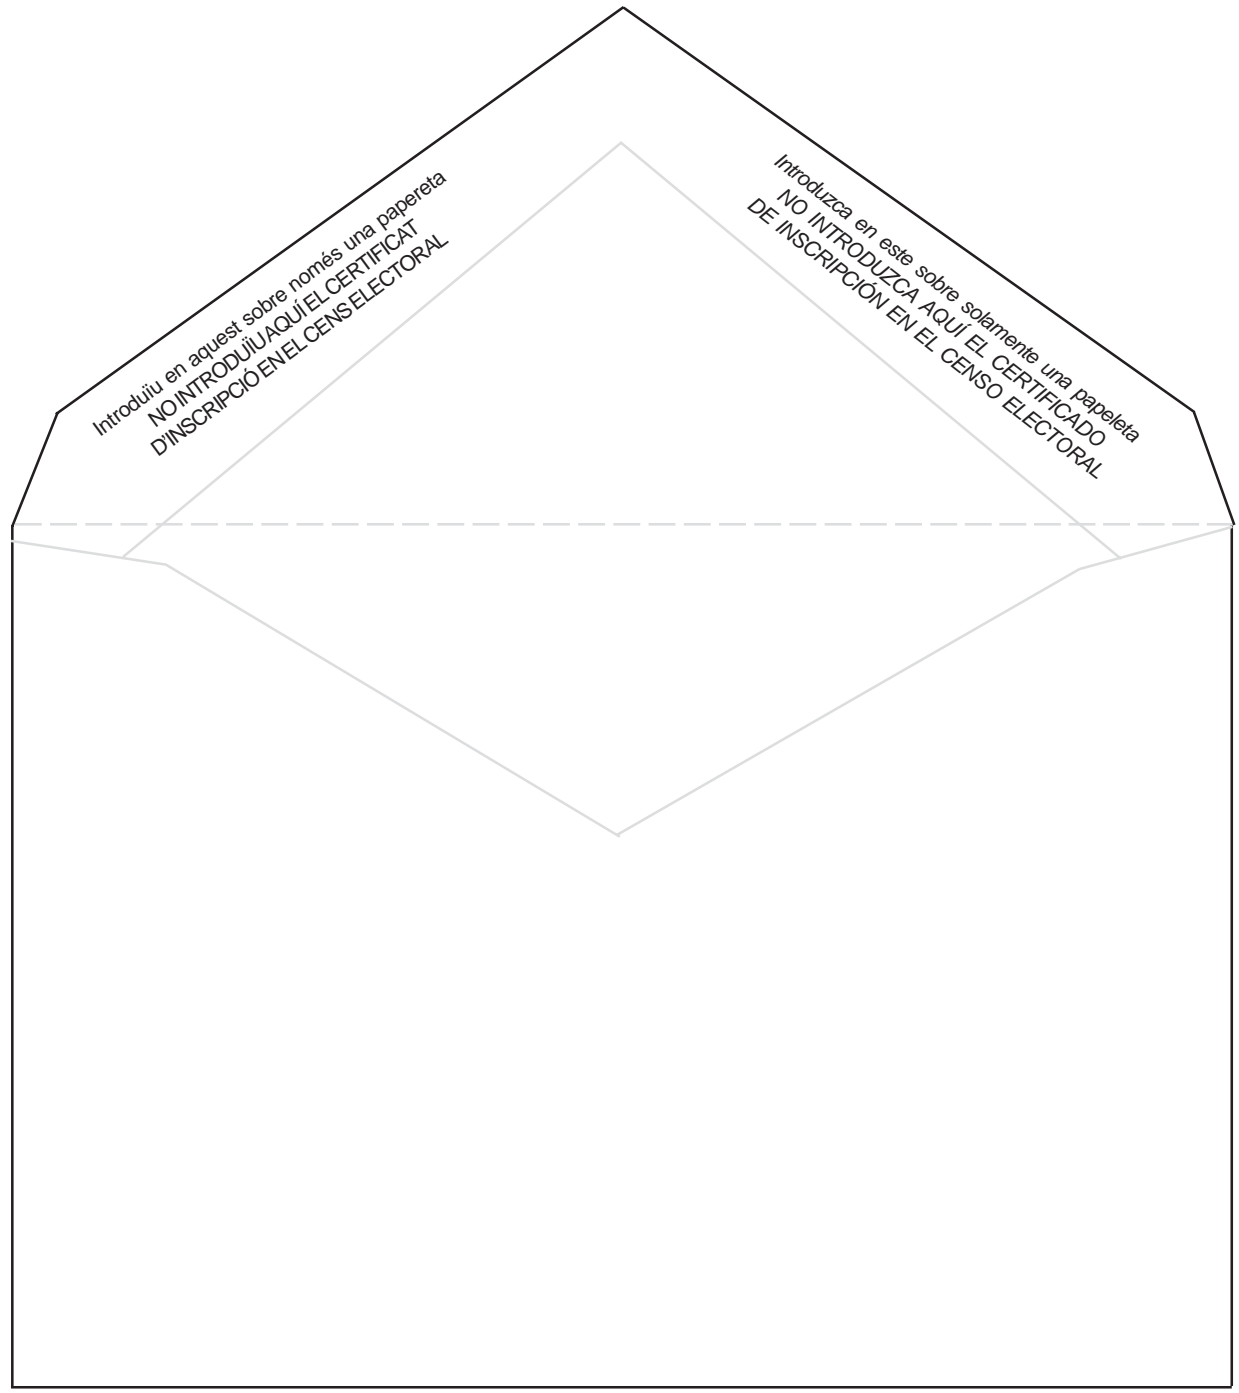 Introduïu en aquest sobre només una papereta
NO INTRODUÏU AQUÍ EL CERTIFICAT
D'INSCRIPCIÓ EN EL CENS ELECTORAL
Introduzca en este sobre solamente una papeleta
NO INTRODUZCA AQUÍ EL CERTIFICADO
DE INSCRIPCIÓN EN EL CENSO ELECTORAL